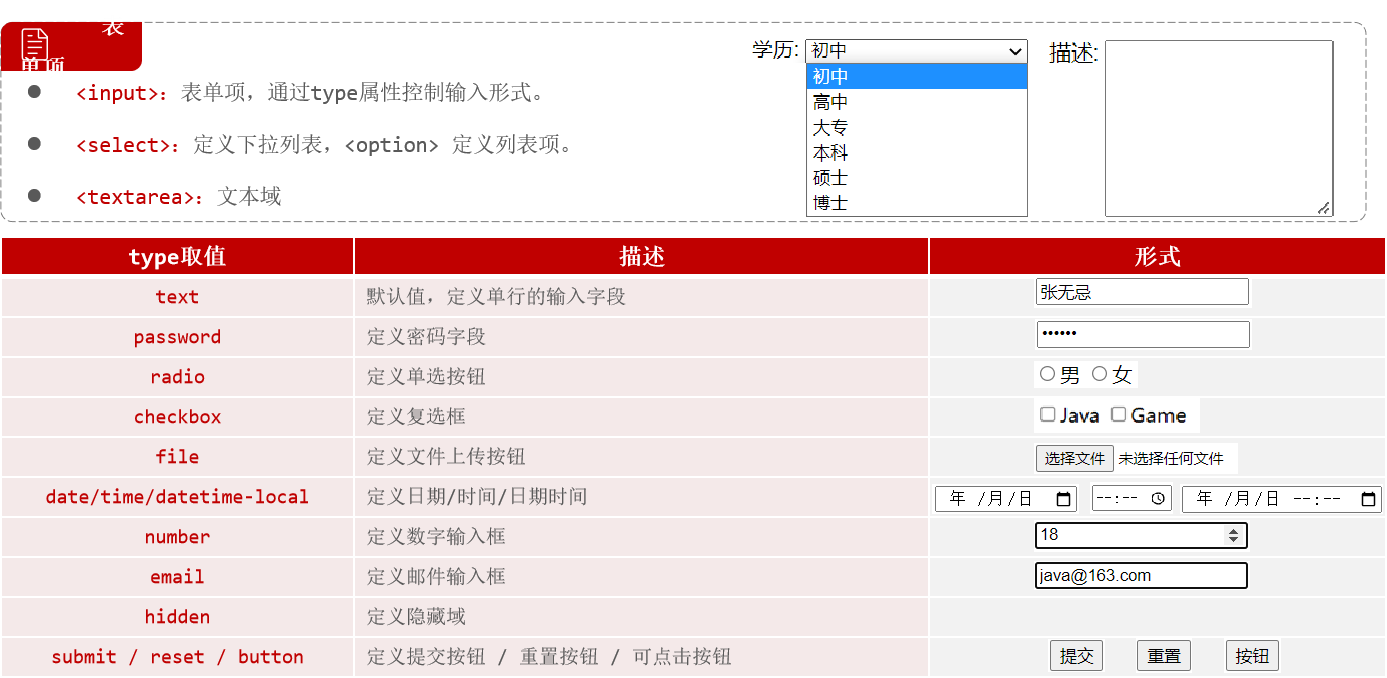 表
单项
<input>: 表单项，通过type属性控制输入形式。
<select>: 定义下拉列表，<option> 定义列表项。
<textarea>: 文本域
学历: 初中
初中
高中
大专
本科
硕士
博士
描述:
type取值 描述 形式
text 默认值，定义单行的输入字段 张无忌
password 定义密码字段 ······
radio 定义单选按钮 男 女
checkbox 定义复选框 Java Game
file 定义文件上传按钮 选择文件 未选择任何文件
date/time/datetime-local 定义日期/时间/日期时间 年 /月/日 --:-- 年 /月/日 --:--
number 定义数字输入框 18
email 定义邮件输入框 java@163.com
hidden 定义隐藏域
submit / reset / button 定义提交按钮 / 重置按钮 / 可点击按钮 提交 重置 按钮